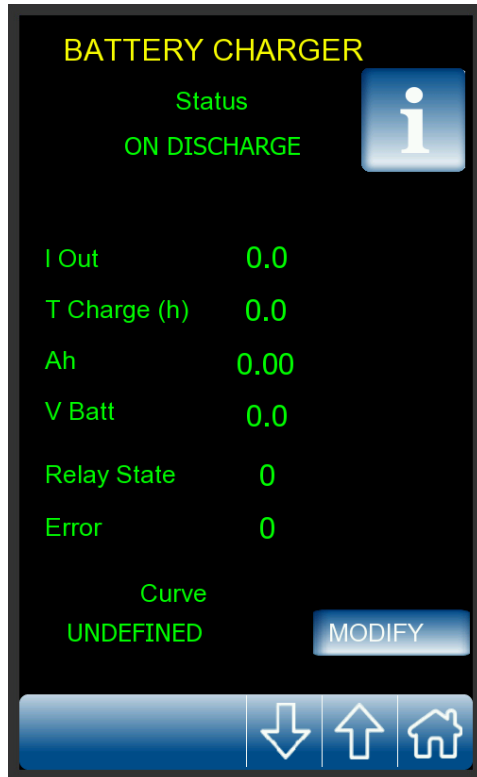 BATTERY CHARGER
Status
i
ON DISCHARGE
I Out 0.0
T Charge (h) 0.0
Ah 0.00
V Batt 0.0
Relay State 0
Error 0
Curve
UNDEFINED MODIFY